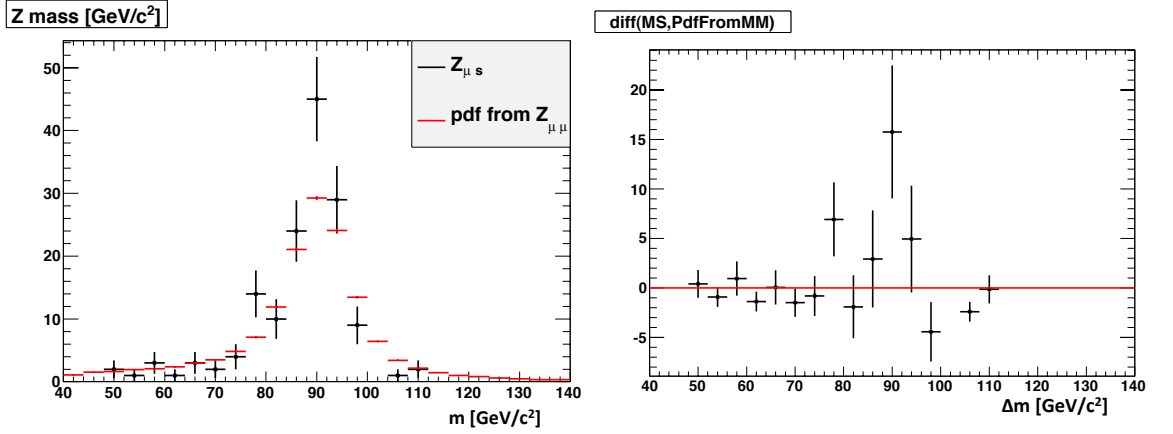 Z mass [GeV/c²]
50
40
30
20
10
0
40 50 60 70 80 90 100 110 120 130 140
m [GeV/c²]
Z μ s
pdf from Z μ μ
diff(MS,PdfFromMM)
20
15
10
5
0
-5
40 50 60 70 80 90 100 110 120 130 140
Δm [GeV/c²]